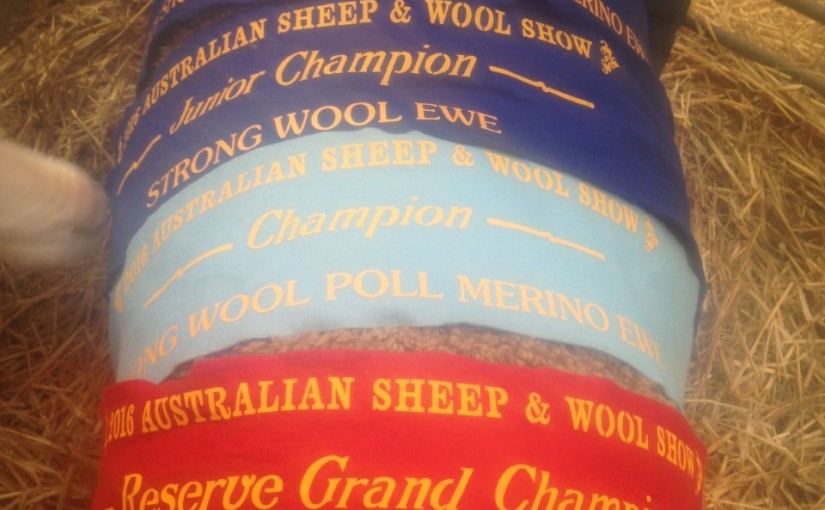 MERINO EWE
2016 AUSTRALIAN SHEEP & WOOL SHOW
Junior Champion
STRONG WOOL EWE
2016 AUSTRALIAN SHEEP & WOOL SHOW
Champion
WOOL POLL MERINO EWE
2016 AUSTRALIAN SHEEP & WOOL SHOW
Reserve Grand